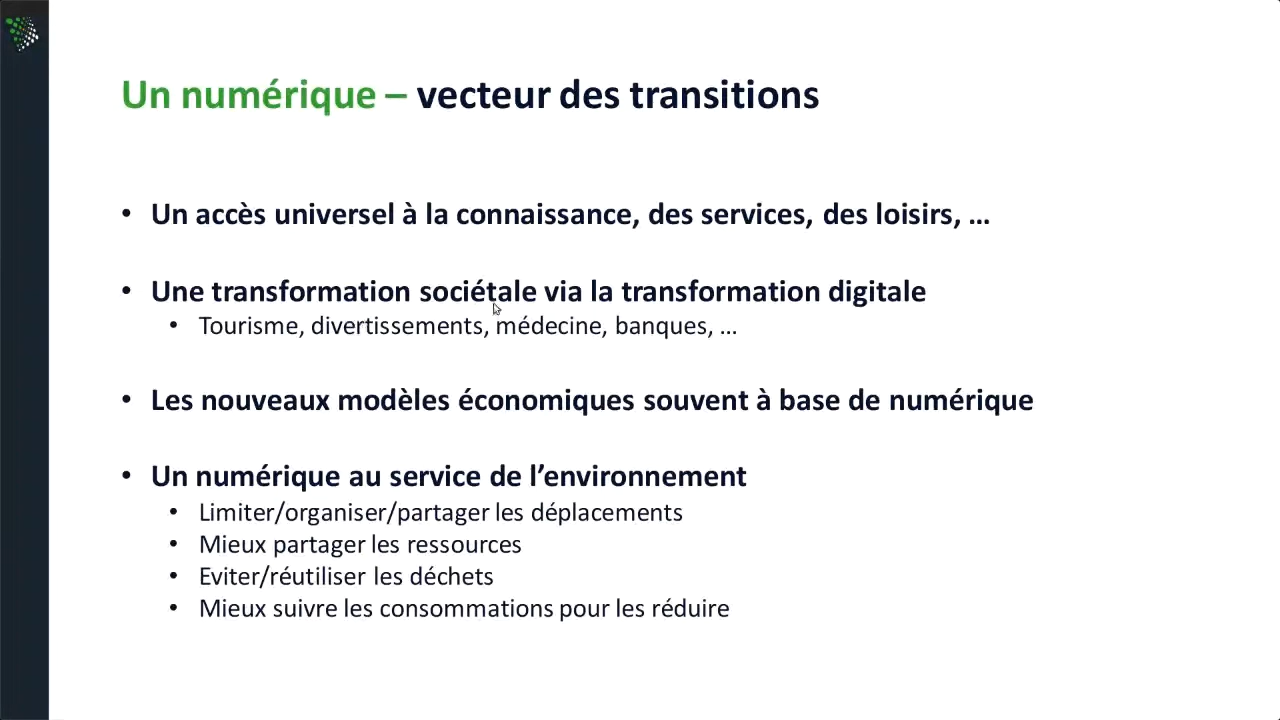 Un numérique – vecteur des transitions
• Un accès universel à la connaissance, des services, des loisirs, ...
• Une transformation sociétale via la transformation digitale
• Tourisme, divertissements, médecine, banques, ...
• Les nouveaux modèles économiques souvent à base de numérique
• Un numérique au service de l’environnement
• Limiter/organiser/partager les déplacements
• Mieux partager les ressources
• Eviter/réutiliser les déchets
• Mieux suivre les consommations pour les réduire